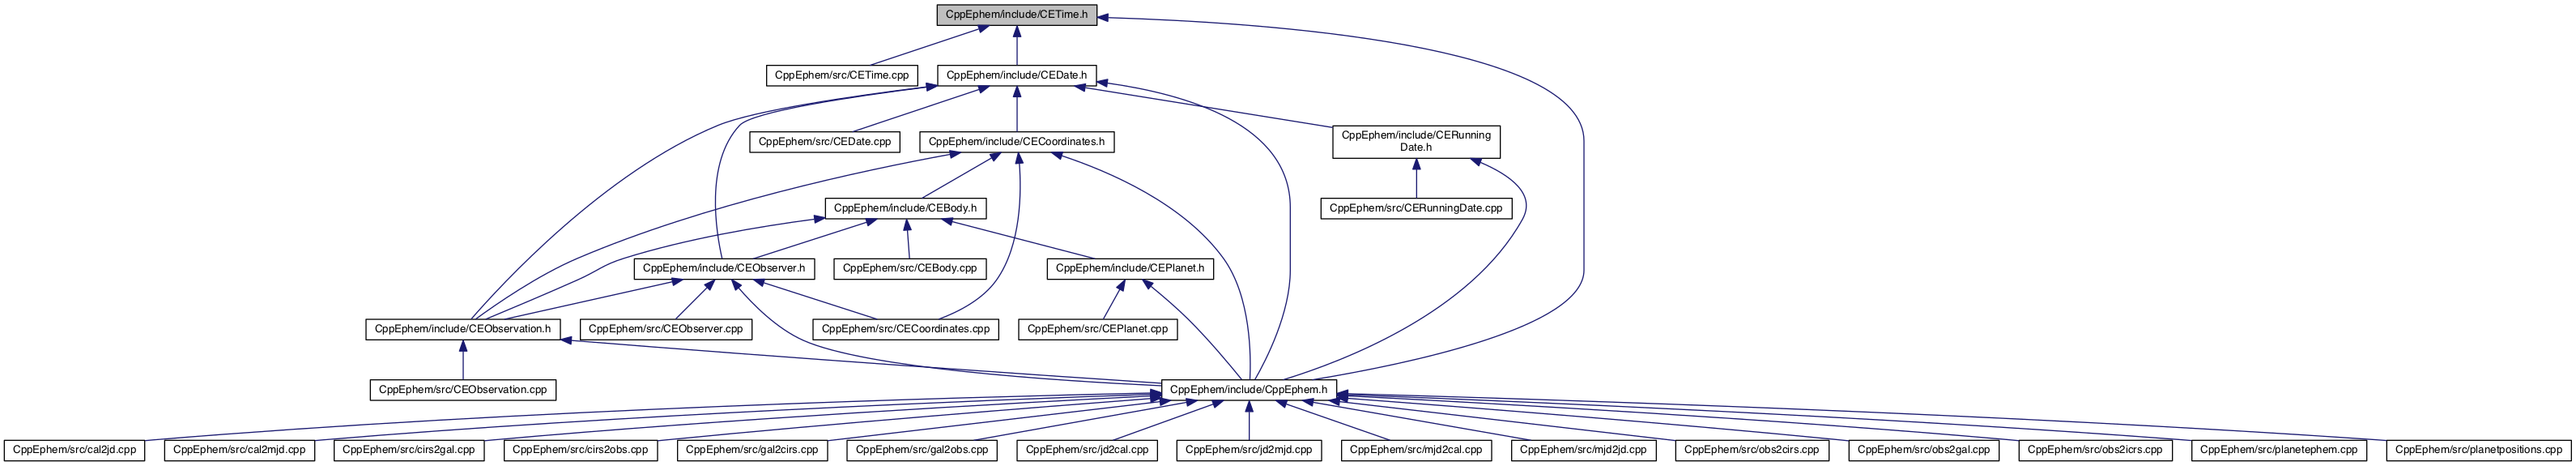 CppEphem/include/CETime.h
CppEphem/src/CETime.cpp
CppEphem/include/CEDate.h
CppEphem/src/CEDate.cpp
CppEphem/include/CECoordinates.h
CppEphem/include/CERunning
Date.h
CppEphem/include/CEBody.h
CppEphem/src/CERunningDate.cpp
CppEphem/include/CEObserver.h
CppEphem/src/CEBody.cpp
CppEphem/include/CEPlanet.h
CppEphem/include/CEObservation.h
CppEphem/src/CEObserver.cpp
CppEphem/src/CECoordinates.cpp
CppEphem/src/CEPlanet.cpp
CppEphem/src/CEObservation.cpp
CppEphem/include/CppEphem.h
CppEphem/src/cal2jd.cpp
CppEphem/src/cal2mjd.cpp
CppEphem/src/cirs2gal.cpp
CppEphem/src/cirs2obs.cpp
CppEphem/src/gal2cirs.cpp
CppEphem/src/gal2obs.cpp
CppEphem/src/jd2cal.cpp
CppEphem/src/jd2mjd.cpp
CppEphem/src/mjd2cal.cpp
CppEphem/src/mjd2jd.cpp
CppEphem/src/obs2cirs.cpp
CppEphem/src/obs2gal.cpp
CppEphem/src/obs2icrs.cpp
CppEphem/src/planetephem.cpp
CppEphem/src/planetpositions.cpp